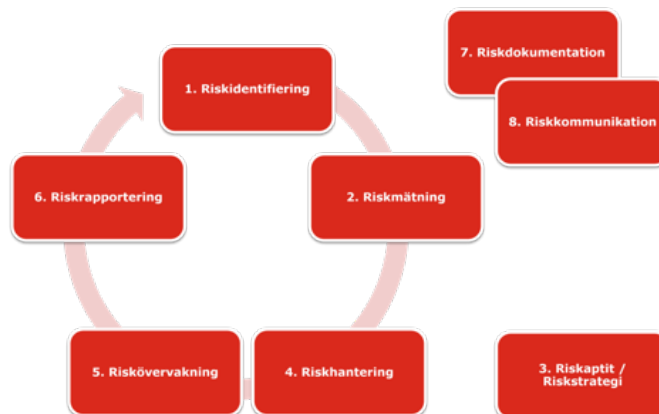 1. Riskidentifiering
7. Riskdokumentation
8. Riskkommunikation
6. Riskrapportering
2. Riskmätning
5. Riskövervakning
4. Riskhantering
3. Riskaptit /
Riskstrategi